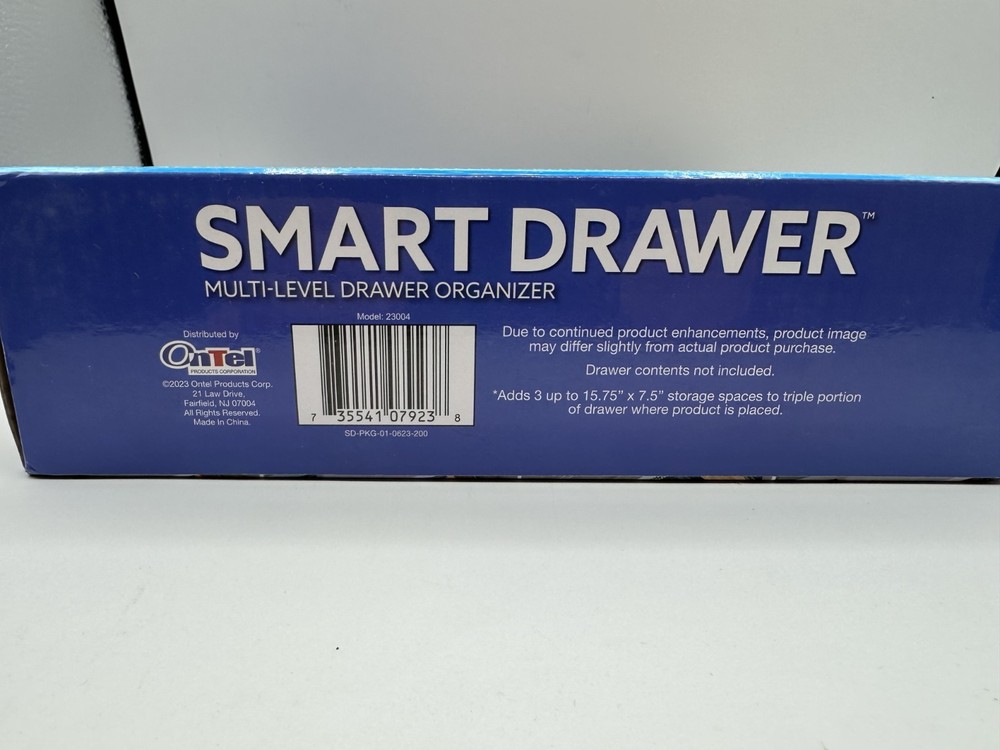 SMART DRAWER™
MULTI-LEVEL DRAWER ORGANIZER
Distributed by
OnTel®
PRODUCTS CORPORATION
©2023 Ontel Products Corp.
21 Law Drive,
Fairfield, NJ 07004
All Rights Reserved.
Made In China.
Model: 23004
7 35541 07923 8
SD-PKG-01-0623-200
Due to continued product enhancements, product image
may differ slightly from actual product purchase.
Drawer contents not included.
*Adds 3 up to 15.75” x 7.5” storage spaces to triple portion
of drawer where product is placed.